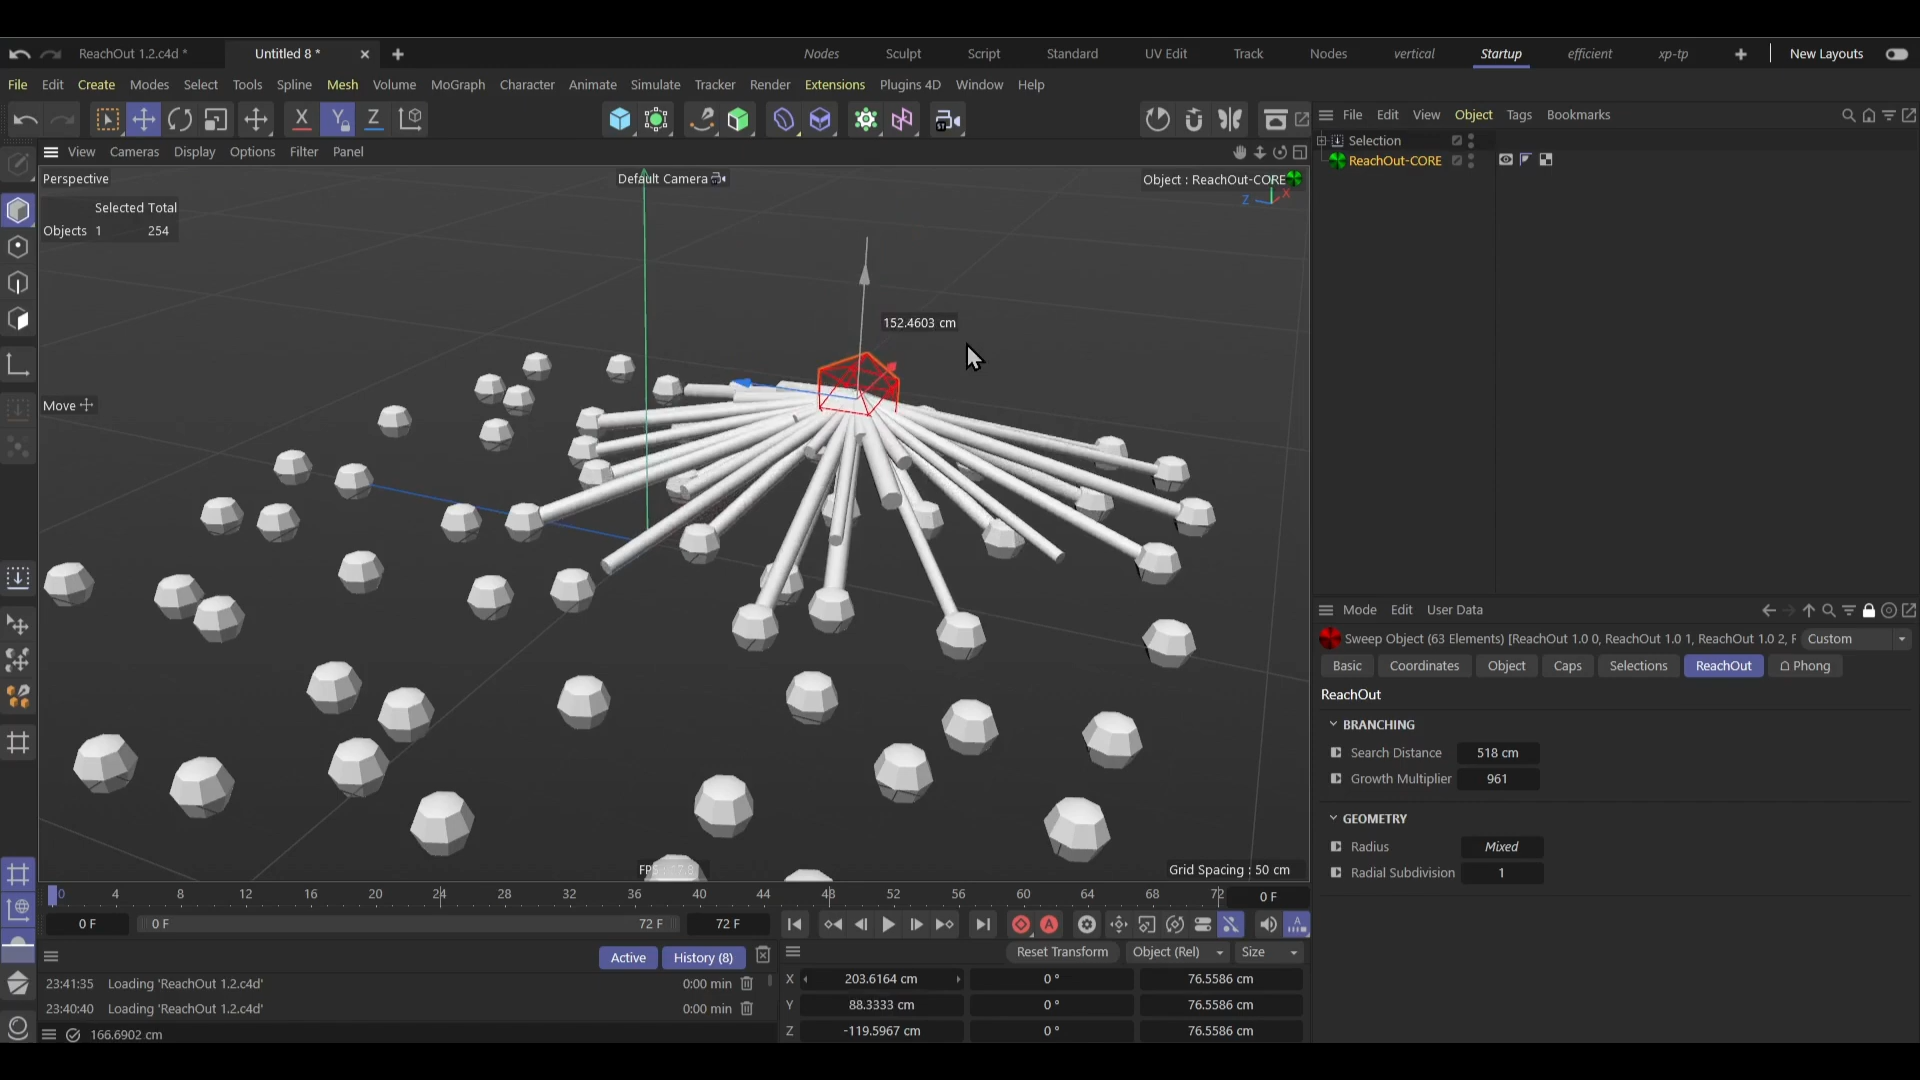 ReachOut 1.2.c4d * Untitled 8 * Nodes Sculpt Script Standard UV Edit Track Nodes vertical Startup efficient xp-tp New Layouts
File Edit Create Modes Select Tools Spline Mesh Volume MoGraph Character Animate Simulate Tracker Render Extensions Plugins 4D Window Help
X Y Z
File Edit View Object Tags Bookmarks
Selection
ReachOut-CORE
View Cameras Display Options Filter Panel
Perspective Default Camera Object : ReachOut-CORE
Z X
Selected Total
Objects 1 254
152.4603 cm
Move
Grid Spacing : 50 cm
Mode Edit User Data
Sweep Object (63 Elements) [ReachOut 1.0 0, ReachOut 1.0 1, ReachOut 1.0 2, F Custom
Basic Coordinates Object Caps Selections ReachOut Phong
ReachOut
BRANCHING
Search Distance 518 cm
Growth Multiplier 961
GEOMETRY
Radius Mixed
Radial Subdivision 1
0 4 8 12 16 20 24 28 32 36 40 44 48 52 56 60 64 68 72 0 F
0 F 0 F 72 F 72 F
Active History (8)
Reset Transform Object (Rel) Size
23:41:35 Loading 'ReachOut 1.2.c4d' 0:00 min
23:40:40 Loading 'ReachOut 1.2.c4d' 0:00 min
166.6902 cm
X 203.6164 cm 0 ° 76.5586 cm
Y 88.3333 cm 0 ° 76.5586 cm
Z -119.5967 cm 0 ° 76.5586 cm